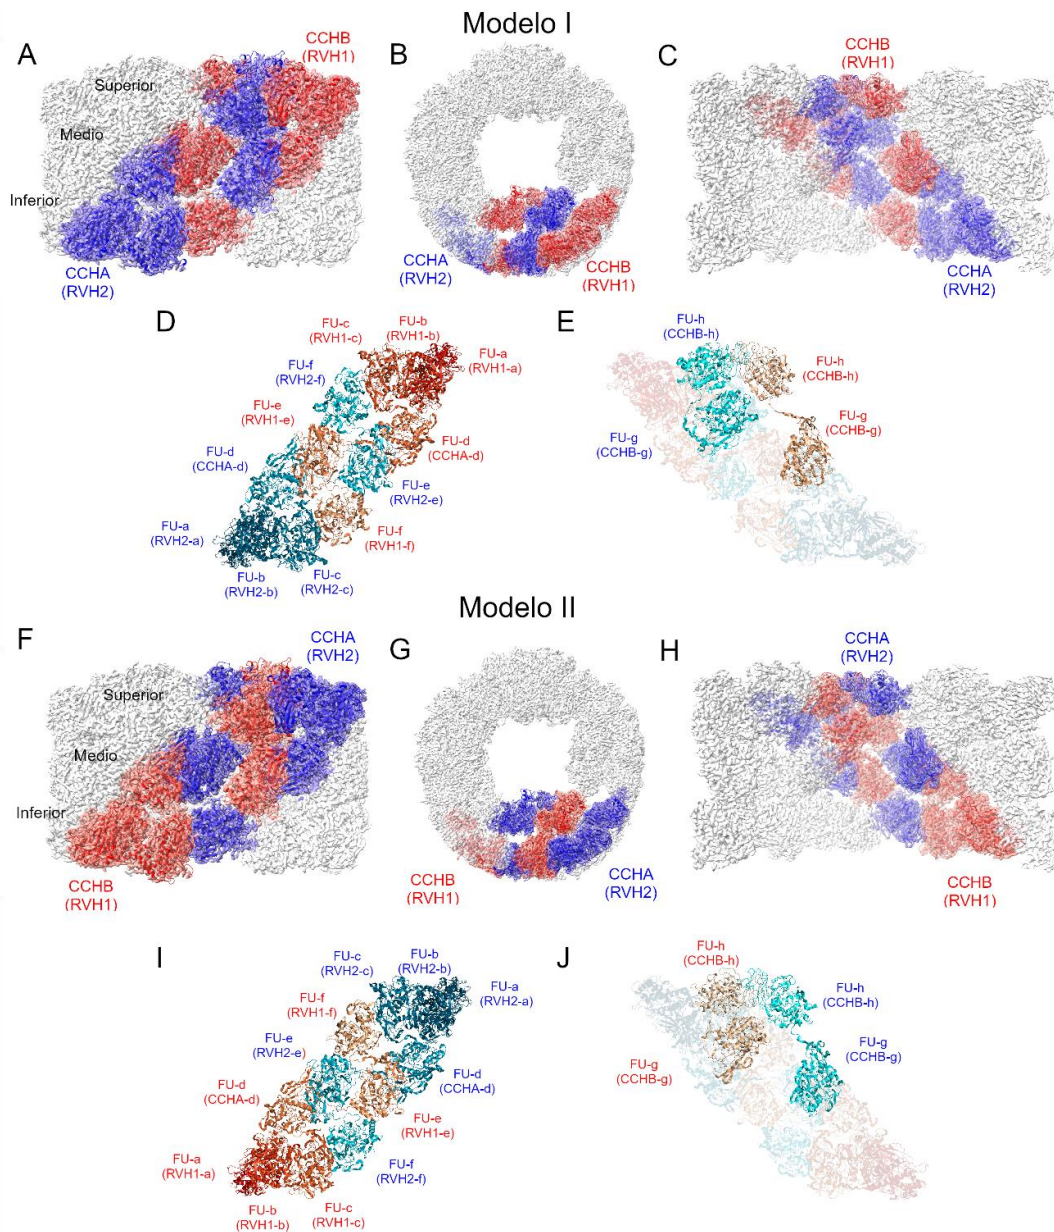 Modelo I
A
CCHB
(RVH1)
Superior
Medio
Inferior
CCHA
(RVH2)
B
CCHA
(RVH2)
CCHB
(RVH1)
C
CCHB
(RVH1)
CCHA
(RVH2)
D
FU-c
(RVH1-c)
FU-b
(RVH1-b)
FU-a
(RVH1-a)
FU-f
(RVH2-f)
FU-e
(RVH1-e)
FU-d
(CCHA-d)
FU-d
(CCHA-d)
FU-e
(RVH2-e)
FU-a
(RVH2-a)
FU-f
(RVH1-f)
FU-b
(RVH2-b)
FU-c
(RVH2-c)
E
FU-h
(CCHB-h)
FU-h
(CCHB-h)
FU-g
(CCHB-g)
FU-g
(CCHB-g)
Modelo II
F
CCHA
(RVH2)
Superior
Medio
Inferior
CCHB
(RVH1)
G
CCHB
(RVH1)
CCHA
(RVH2)
H
CCHA
(RVH2)
CCHB
(RVH1)
I
FU-c
(RVH2-c)
FU-b
(RVH2-b)
FU-a
(RVH2-a)
FU-f
(RVH1-f)
FU-e
(RVH2-e)
FU-d
(CCHA-d)
FU-d
(CCHA-d)
FU-e
(RVH1-e)
FU-a
(RVH1-a)
FU-f
(RVH2-f)
FU-b
(RVH1-b)
FU-c
(RVH1-c)
J
FU-h
(CCHB-h)
FU-h
(CCHB-h)
FU-g
(CCHB-g)
FU-g
(CCHB-g)